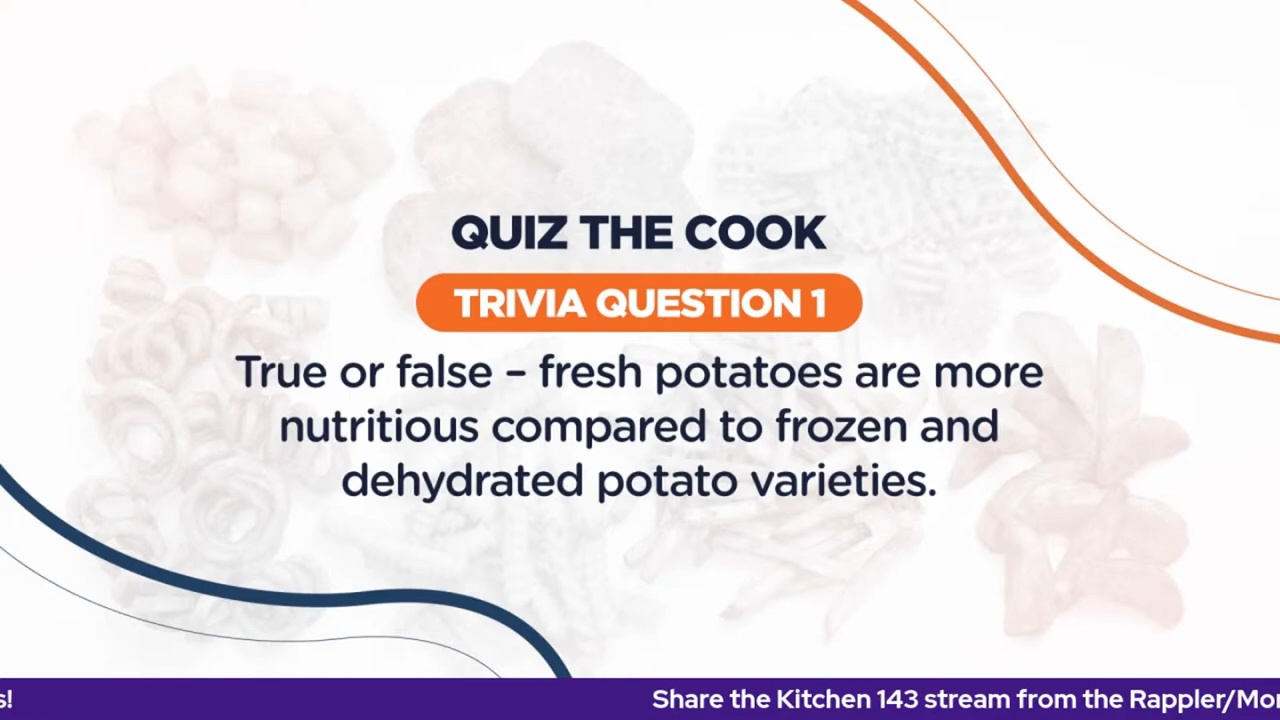 QUIZ THE COOK
TRIVIA QUESTION 1
True or false – fresh potatoes are more
nutritious compared to frozen and
dehydrated potato varieties.
s! Share the Kitchen 143 stream from the Rappler/Mo